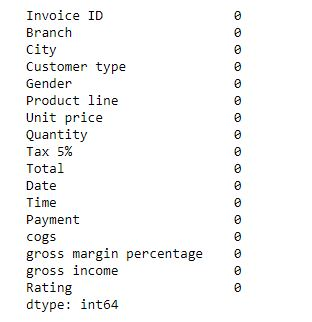 Invoice ID 0
Branch 0
City 0
Customer type 0
Gender 0
Product line 0
Unit price 0
Quantity 0
Tax 5% 0
Total 0
Date 0
Time 0
Payment 0
cogs 0
gross margin percentage 0
gross income 0
Rating 0
dtype: int64